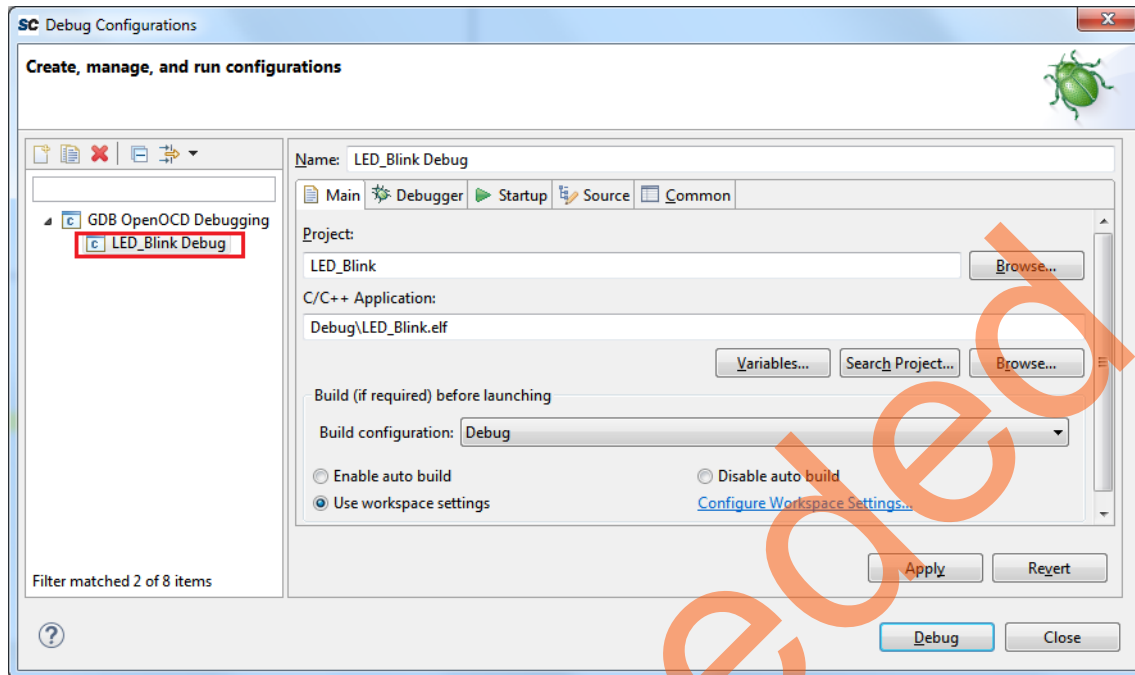 SC Debug Configurations
Create, manage, and run configurations
Name: LED_Blink Debug
Main Debugger Startup Source Common
GDB OpenOCD Debugging
LED_Blink Debug
Project:
LED_Blink Browse...
C/C++ Application:
Debug\LED_Blink.elf
Variables... Search Project... Browse...
Build (if required) before launching
Build configuration: Debug
Enable auto build Disable auto build
Use workspace settings Configure Workspace Settings...
Filter matched 2 of 8 items
Apply Revert
Debug Close
eded